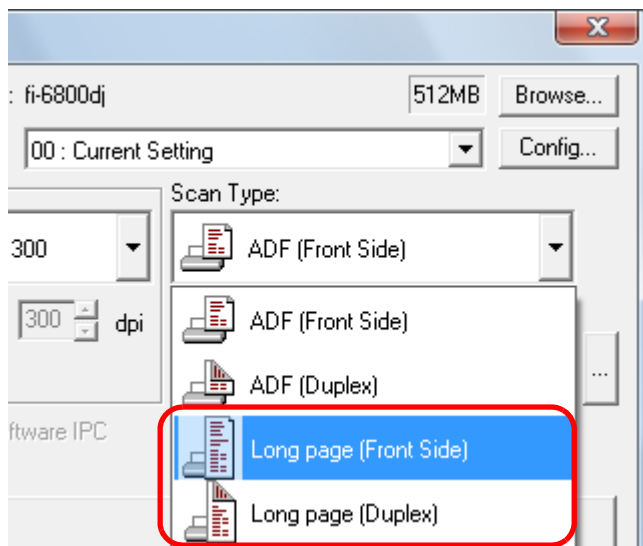 : fi-6800dj 512MB Browse...
00 : Current Setting Config...
Scan Type:
300 ADF (Front Side)
ADF (Front Side)
300 dpi
...
ADF (Duplex)
ftware IPC
Long page (Front Side)
Long page (Duplex)